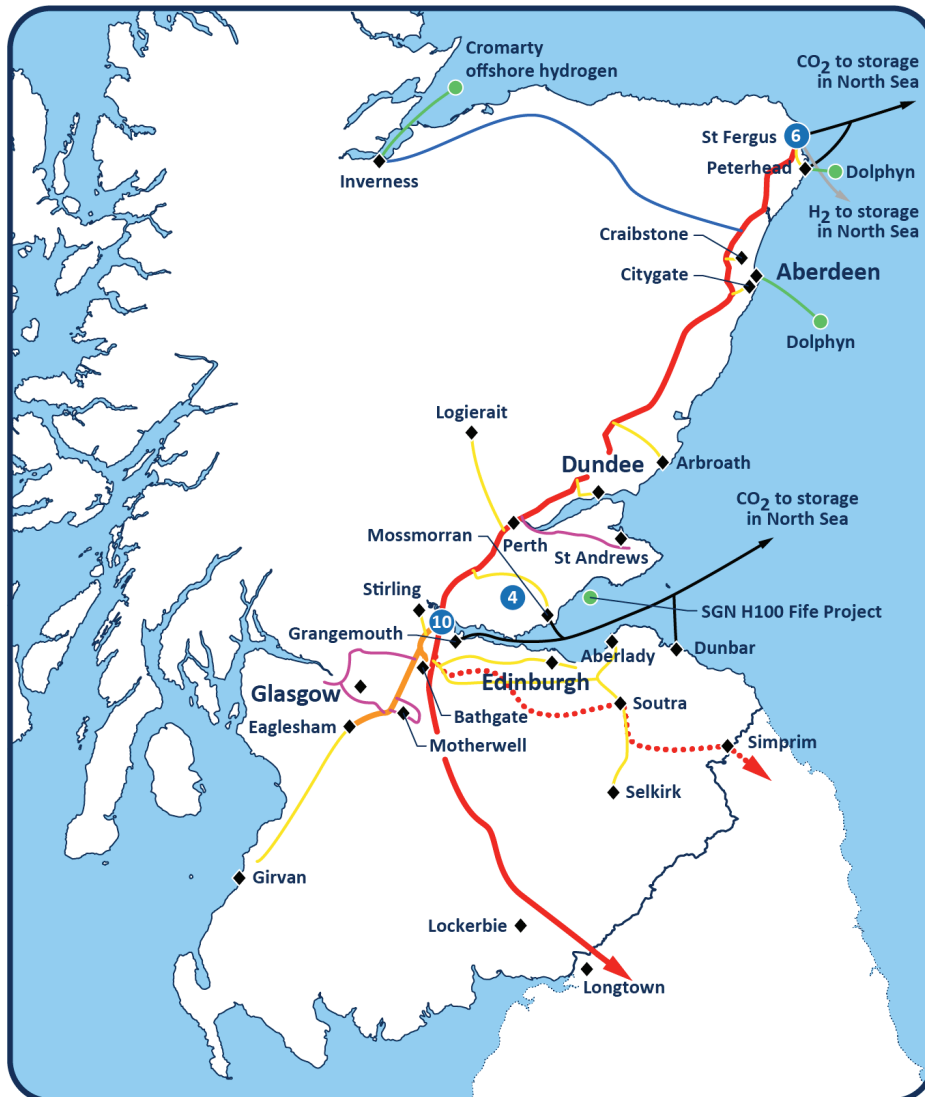 Cromarty
offshore hydrogen
CO2 to storage
in North Sea
St Fergus
6
Peterhead
Dolphyn
Inverness
H2 to storage
in North Sea
Craibstone
Citygate
Aberdeen
Dolphyn
Logierait
Dundee
Arbroath
CO2 to storage
in North Sea
Mossmorran
Perth
St Andrews
Stirling
4
SGN H100 Fife Project
10
Grangemouth
Aberlady
Dunbar
Glasgow
Edinburgh
Bathgate
Soutra
Eaglesham
Motherwell
Simprim
Selkirk
Girvan
Lockerbie
Longtown